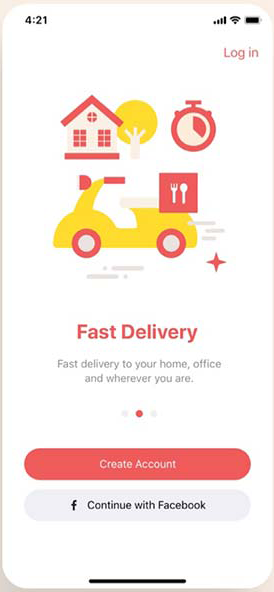 4:21
Log in
Fast Delivery
Fast delivery to your home, office
and wherever you are.
Create Account
Continue with Facebook